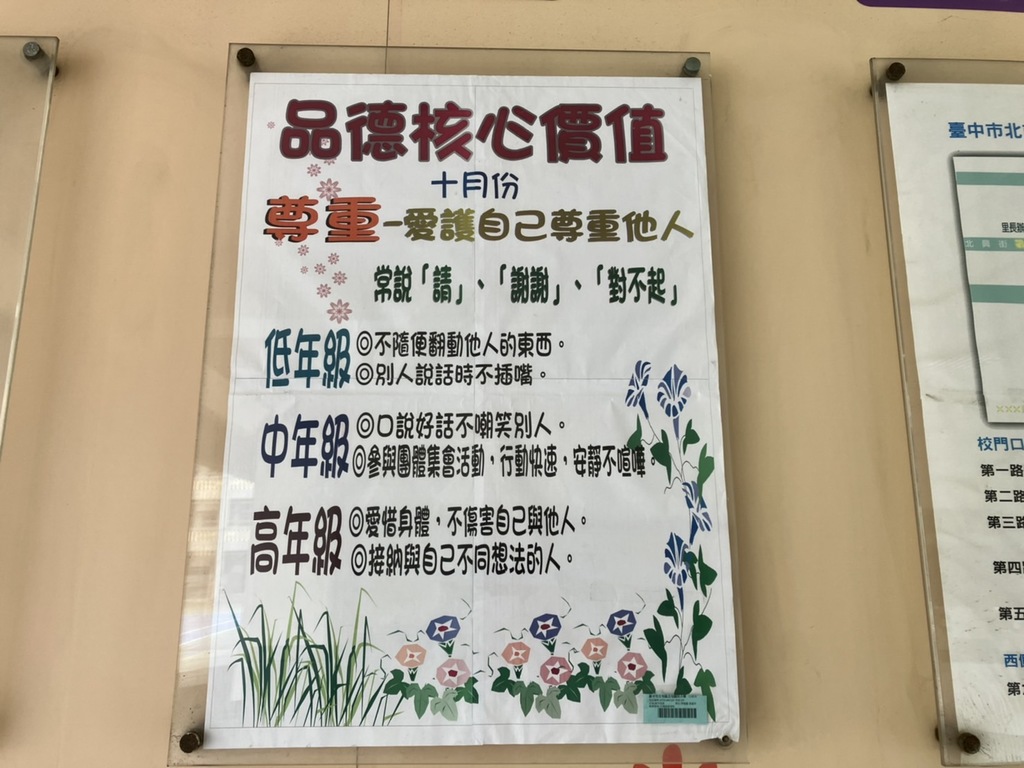 品德核心價值
十月份
尊重-愛護自己尊重他人
常說「請」、「謝謝」、「對不起」
低年級
◎不隨便翻動他人的東西。
◎別人說話時不插嘴。
中年級
◎口說好話不嘲笑別人。
◎參與團體集會活動，行動快速，安靜不喧嘩。
高年級
◎愛惜身體，不傷害自己與他人。
◎接納與自己不同想法的人。
臺中市北
北興街
校門口
第一路
第二路
第三路
第四
第五